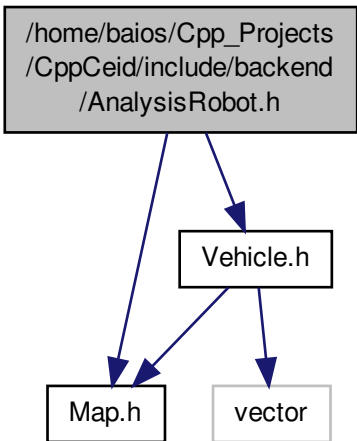 /home/baios/Cpp_Projects
/CppCeid/include/backend
/AnalysisRobot.h
Vehicle.h
Map.h
vector